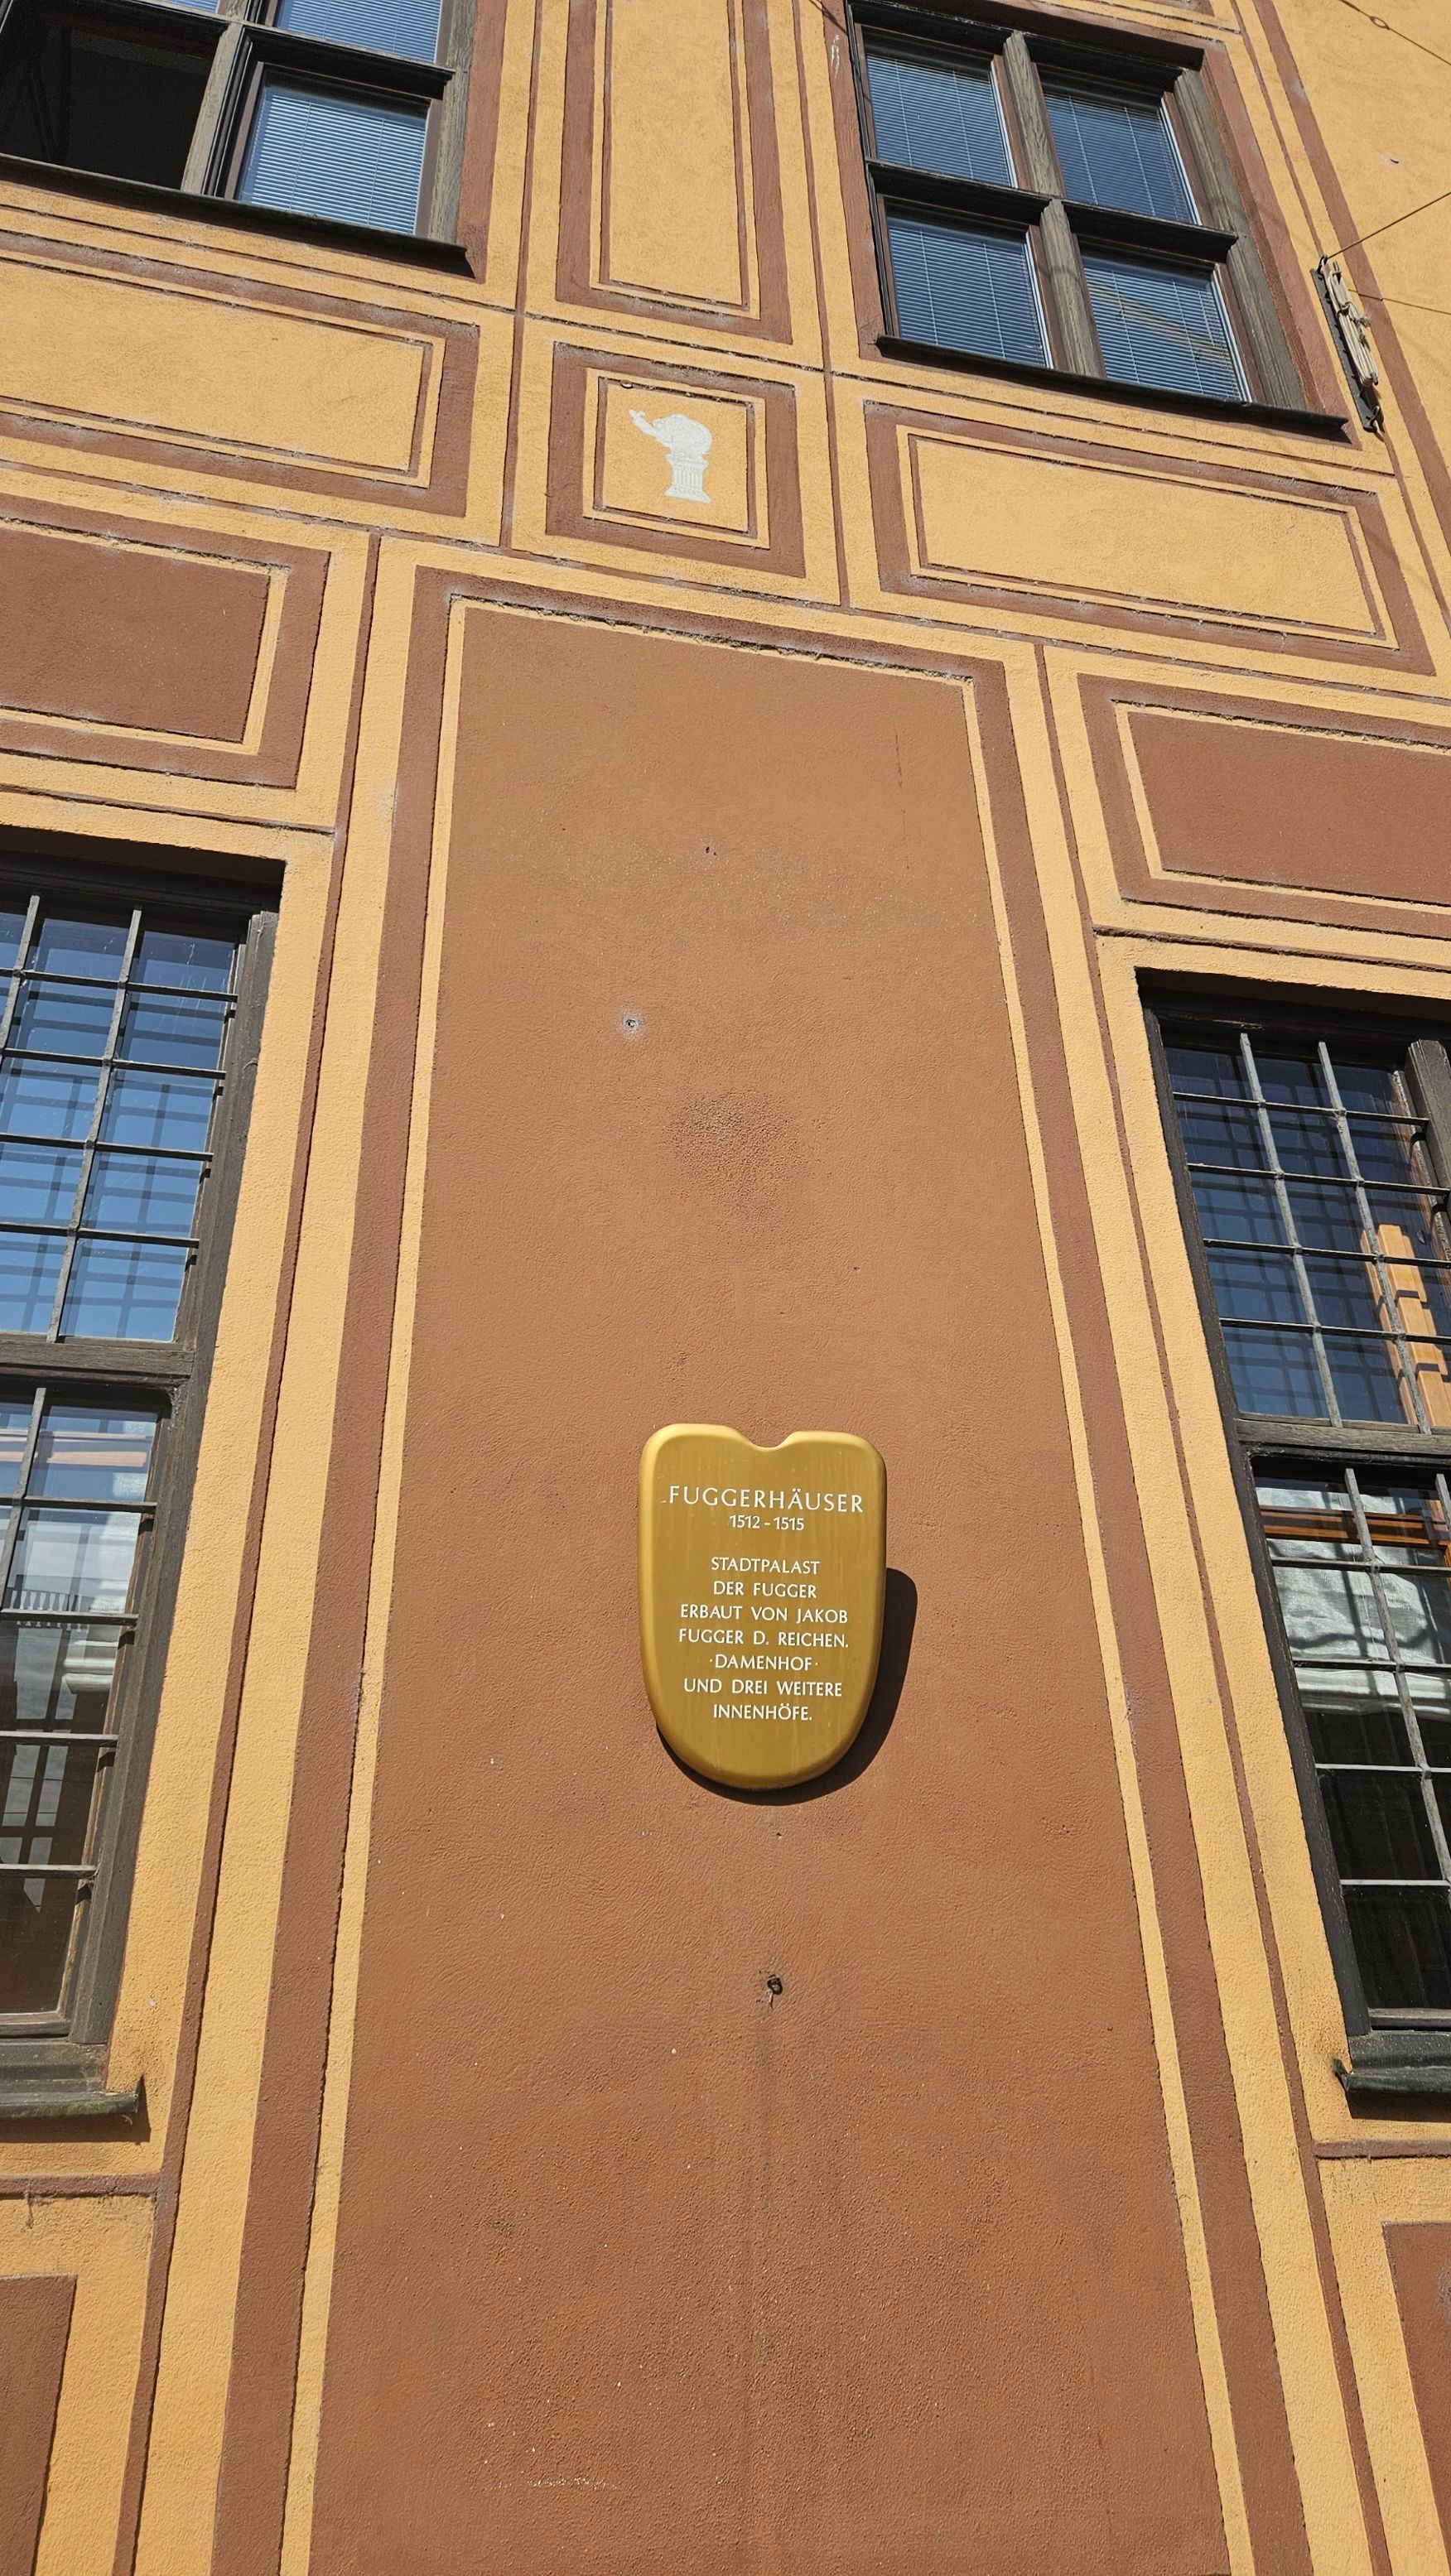 FUGGERHÄUSER
1512 - 1515
STADTPALAST
DER FUGGER
ERBAUT VON JAKOB
FUGGER D. REICHEN.
·DAMENHOF·
UND DREI WEITERE
INNENHÖFE.